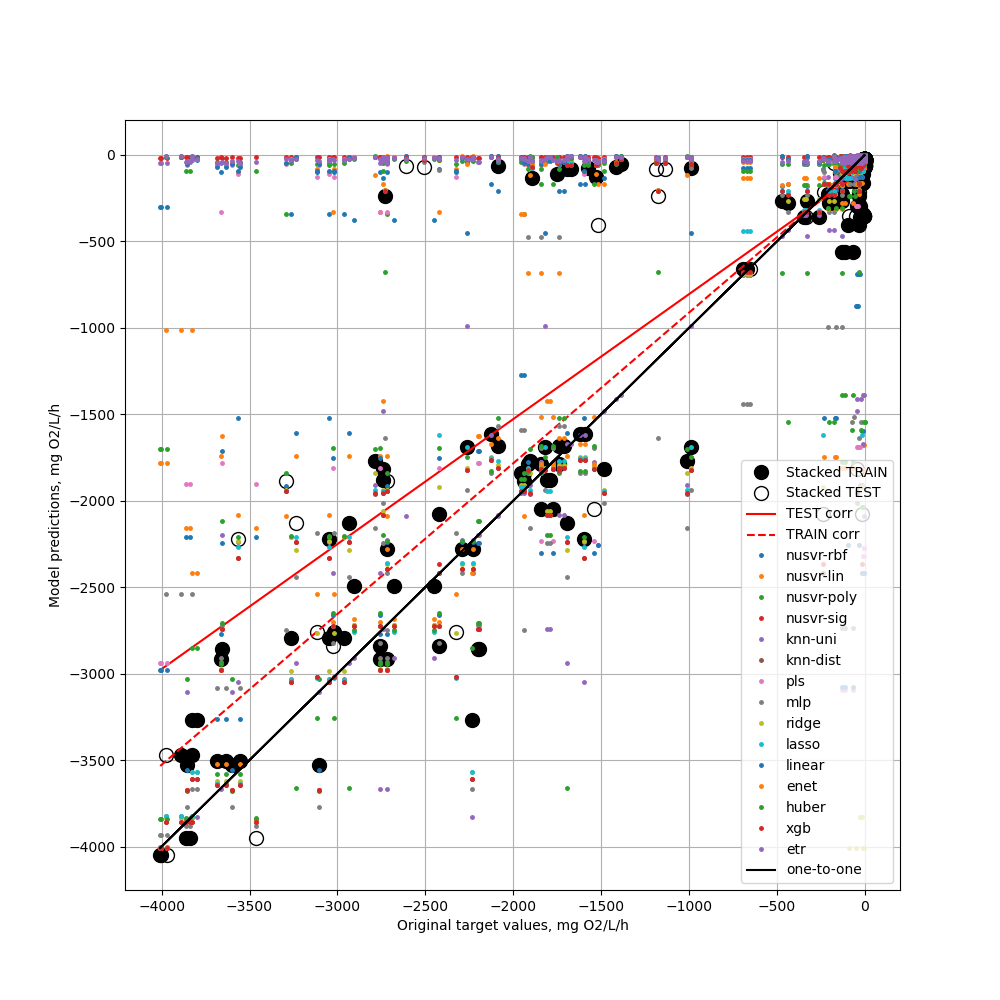 0
−500
−1000
−1500
−2000
−2500
−3000
−3500
−4000
Model predictions, mg O2/L/h
Stacked TRAIN
Stacked TEST
TEST corr
TRAIN corr
nusvr-rbf
nusvr-lin
nusvr-poly
nusvr-sig
knn-uni
knn-dist
pls
mlp
ridge
lasso
linear
enet
huber
xgb
etr
one-to-one
−4000 −3500 −3000 −2500 −2000 −1500 −1000 −500 0
Original target values, mg O2/L/h